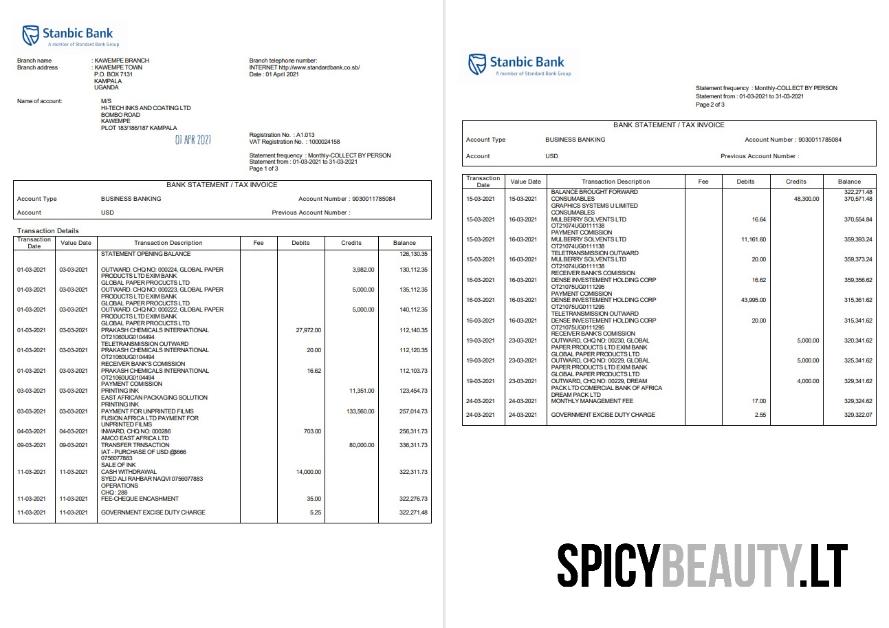 Stanbic Bank
A member of Standard Bank Group
Branch name : KAWEMPE BRANCH
Branch address : KAWEMPE TOWN
P.O. BOX 7131
KAMPALA
UGANDA
Branch telephone number:
INTERNET http://www.standardbank.co.sb/
Date : 01 April 2021
Name of account: M/S
HI-TECH INKS AND COATING LTD
BOMBO ROAD
KAWEMPE
PLOT 183/186/187 KAMPALA
01 APR 2021
Registration No. : A1.013
VAT Registration No. : 1000024158
Statement frequency : Monthly-COLLECT BY PERSON
Statement from : 01-03-2021 to 31-03-2021
Page 1 of 3
BANK STATEMENT / TAX INVOICE
Account Type BUSINESS BANKING Account Number : 9030011785084
Account USD Previous Account Number :
Transaction Details
Transaction Date Value Date Transaction Description Fee Debits Credits Balance
STATEMENT OPENING BALANCE 126,130.35
01-03-2021 03-03-2021 OUTWARD. CHQ NO: 000224, GLOBAL PAPER 3,982.00 130,112.35
PRODUCTS LTD EXIM BANK
GLOBAL PAPER PROCUCTS LTD
01-03-2021 03-03-2021 OUTWARD. CHQ NO: 000223, GLOBAL PAPER 5,000.00 135,112.35
PRODUCTS LTD EXIM BANK
GLOBAL PAPER PROCUCTS LTD
01-03-2021 03-03-2021 OUTWARD. CHQ NO: 000222, GLOBAL PAPER 5,000.00 140,112.35
PRODUCTS LTD EXIM BANK
GLOBAL PAPER PRODUCTS LTD
01-03-2021 03-03-2021 PRAKASH CHEMICALS INTERNATIONAL 27,972.00 112,140.35
OT21060UG0104494
TELETRANSMISSION OUTWARD
01-03-2021 03-03-2021 PRAKASH CHEMICALS INTERNATIONAL 20.00 112,120.35
OT21060UG0104494
RECEIVER BANK'S COMISSION
01-03-2021 03-03-2021 PRAKASH CHEMICALS INTERNATIONAL 16.62 112,103.73
OT21060UG0104494
PAYMENT COMISSION
03-03-2021 03-03-2021 PRINTING INK 11,351.00 123,454.73
EAST AFRICAN PACKAGING SOLUTION
PRINTING INK
03-03-2021 03-03-2021 PAYMENT FOR UNPRINTED FILMS 133,560.00 257,014.73
FUSION AFRICA LTD PAYMENT FOR
UNPRINTED FILMS
04-03-2021 03-03-2021 INWARD, CHQ NO: 000286 703.00 256,311.73
AMCO EAST AFRICA LTD
09-03-2021 09-03-2021 TRANSFER TRNSACTION 80,000.00 336,311.73
IAT - PURCHASE OF USD @3666
0756077883
SALE OF INK
11-03-2021 11-03-2021 CASH WITHDRAWAL 14,000.00 322,311.73
SYED ALI RAHBAR NAQVI 0756077883
OPERATIONS
CHQ : 288
11-03-2021 11-03-2021 FEE-CHEQUE ENCASHMENT 35.00 322,276.73
11-03-2021 11-03-2021 GOVERNMENT EXCISE DUTY CHARGE 5.25 322,271.48
Stanbic Bank
A member of Standard Bank Group
Statement frequency : Monthly-COLLECT BY PERSON
Statement from : 01-03-2021 to 31-03-2021
Page 2 of 3
BANK STATEMENT / TAX INVOICE
Account Type BUSINESS BANKING Account Number : 9030011785084
Account USD. Previous Account Number :
Transaction Date Value Date Transaction Description Fee Debits Credits Balance
BALANCE BROUGHT FORWARD 322,271.48
15-03-2021 15-03-2021 CONSUMABLES 48,300.00 370,571.48
GRAPHICS SYSTEMS U LIMITED
CONSUMABLES
15-03-2021 16-03-2021 MULBERRY SOLVENTS LTD 16.64 370,554.84
OT21074UG0111138
PAYMENT COMISSION
15-03-2021 16-03-2021 MULBERRY SOLVENTS LTD 11,161.60 359,393.24
OT21074UG0111138
TELETRANSMISSION OUTWARD
15-03-2021 16-03-2021 MULBERRY SOLVENTS LTD 20.00 359,373.24
OT21074UG0111138
RECEIVER BANK'S COMISSION
16-03-2021 16-03-2021 DENSE INVESTEMENT HOLDING CORP 16.62 359,356.62
OT21075UG0111295
PAYMENT COMISSION
16-03-2021 16-03-2021 DENSE INVESTEMENT HOLDING CORP 43,995.00 315,361.62
OT21075UG0111295
TELETRANSMISSION OUTWARD
15-03-2021 16-03-2021 DENSE INVESTEMENT HOLDING CORP 20.00 315,341.62
OT21075UG0111295
RECEIVER BANK'S COMISSION
19-03-2021 23-03-2021 OUTWARD, CHQ NO: 00230, GLOBAL 5,000.00 320,341.62
PAPER PRODUCTS LTD EXIM BANK
GLOBAL PAPER PRODUCTS LTD
19-03-2021 23-03-2021 OUTWARD, CHQ NO: 00229, GLOBAL 5,000.00 325,341.62
PAPER PRODUCTS LTD EXIM BANK
GLOBAL PAPER PRODUCTS LTD
19-03-2021 23-03-2021 OUTWARD, CHQ NO: 00229, DREAM 4,000.00 329,341.62
PACK LTD COMERCIAL BANK OF AFRICA
DREAM PACK LTD
24-03-2021 24-03-2021 MONTHLY MANAGEMENT FEE 17.00 329,324.62
24-03-2021 24-03-2021 GOVERNMENT EXCISE DUTY CHARGE 2.55 329,322.07
SPICYBEAUTY.LT